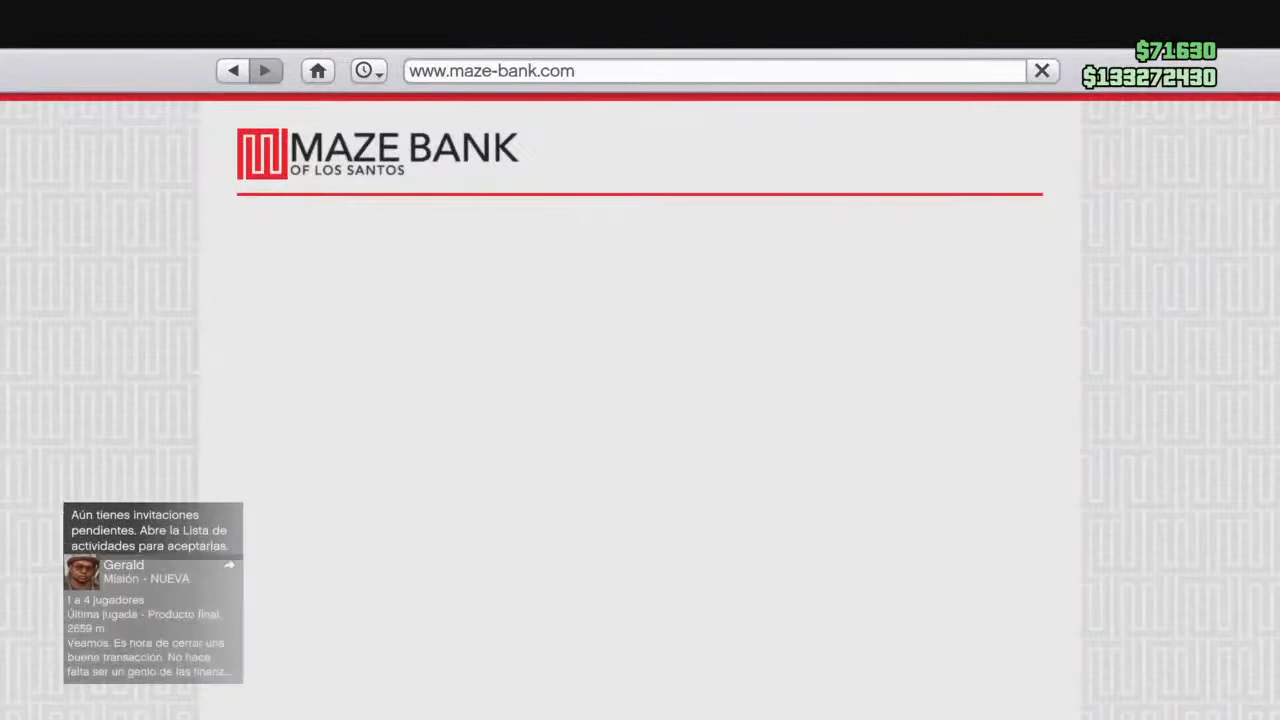 $71630
www.maze-bank.com
$133272430
MAZE BANK
OF LOS SANTOS
Aún tienes invitaciones
pendientes. Abre la Lista de
actividades para aceptarlas.
Gerald
Misión - NUEVA
1 a 4 jugadores
Última jugada - Producto final.
2659 m
Veamos. Es hora de cerrar una
buena transacción. No hace
falta ser un genio de las finanz...